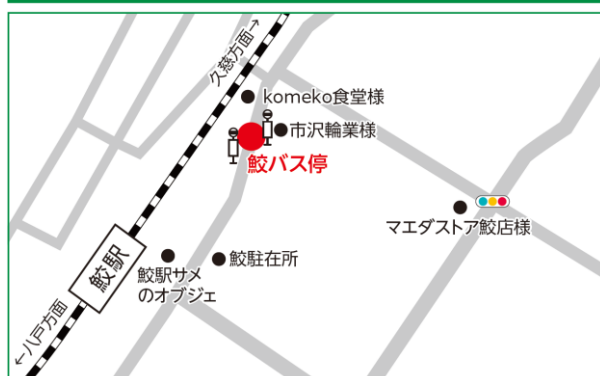 久慈方面→
komeko食堂様
市沢輪業様
鮫バス停
マエダストア鮫店様
鮫駅
鮫駅サメ
のオブジェ
鮫駐在所
←八戸方面